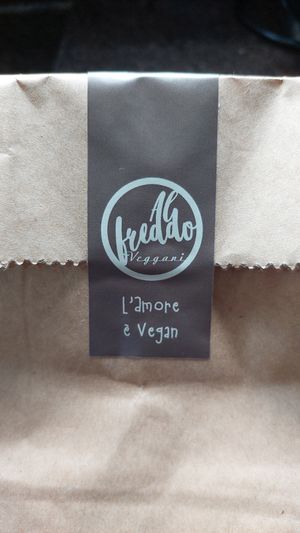 Al
freddo
Veggani
L'amore
è Vegan